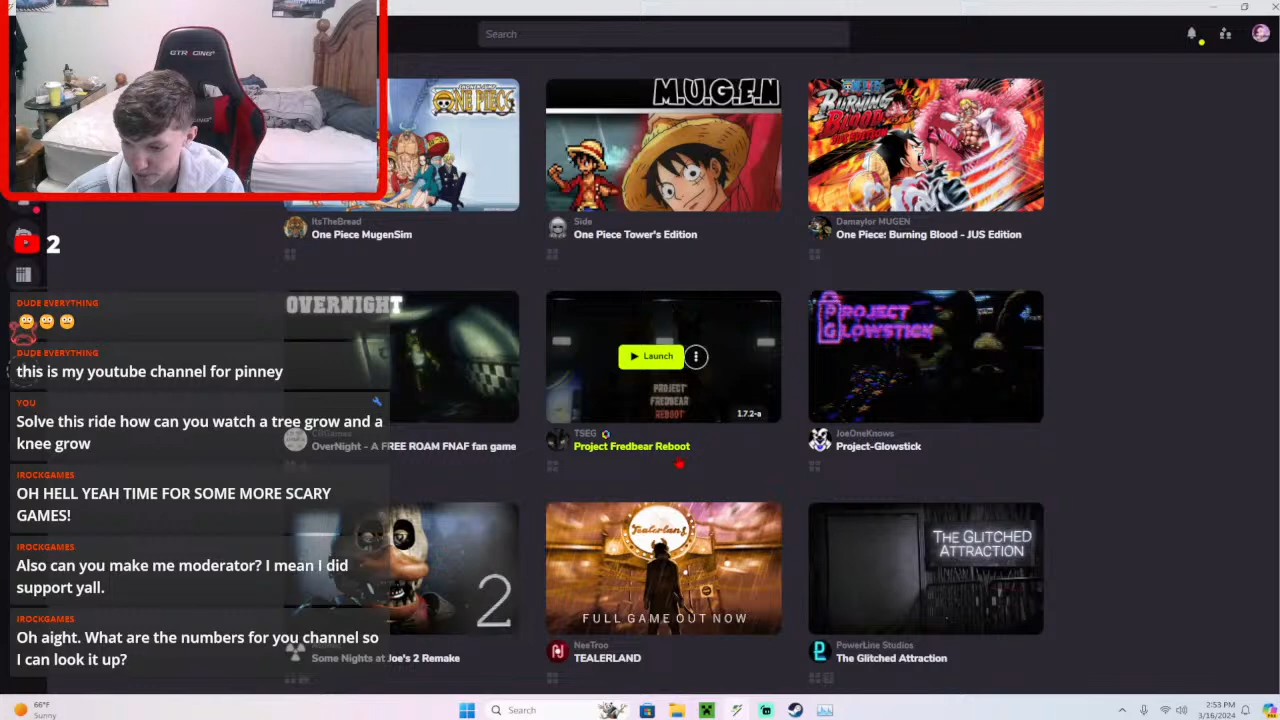 Search
GTRACING
ONE PIECE
M.U.G.E.N
ONE PIECE
BURNING
BLOOD
ItsTheBread
One Piece MugenSim
Side
One Piece Tower's Edition
Damaylor MUGEN
One Piece: Burning Blood - JUS Edition
2
DUDE EVERYTHING
DUDE EVERYTHING
this is my youtube channel for pinney
YOU
Solve this ride how can you watch a tree grow and a
knee grow
IROCKGAMES
OH HELL YEAH TIME FOR SOME MORE SCARY
GAMES!
IROCKGAMES
Also can you make me moderator? I mean I did
support yall.
IROCKGAMES
Oh aight. What are the numbers for you channel so
I can look it up?
OVERNIGHT
OverNight - A FREE ROAM FNAF fan game
Launch
PROJECT
FREDBEAR
REBOOT
1.7.2-a
TSEG
Project Fredbear Reboot
PROJECT
GLOWSTICK
JoeOneKnows
Project-Glowstick
2
Some Nights at Joe's 2 Remake
Tealerland
FULL GAME OUT NOW
NeeTroo
TEALERLAND
THE GLITCHED
ATTRACTION
PowerLine Studios
The Glitched Attraction
66°F
Sunny
Search
2:53 PM
3/16/2024